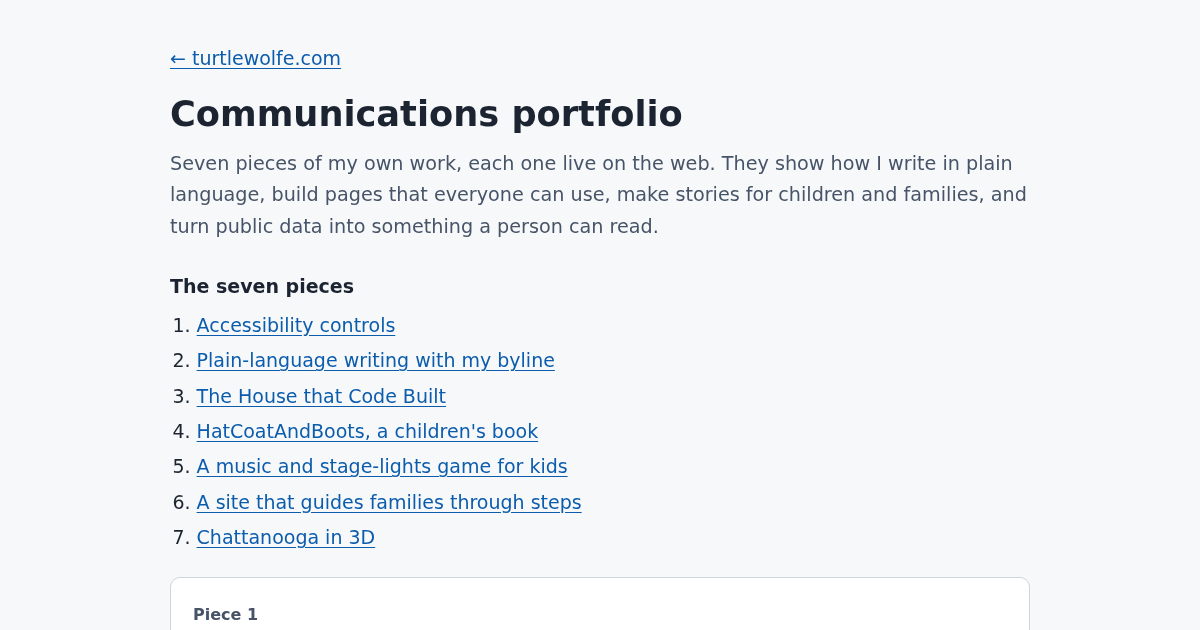 ← turtlewolfe.com
Communications portfolio
Seven pieces of my own work, each one live on the web. They show how I write in plain
language, build pages that everyone can use, make stories for children and families, and
turn public data into something a person can read.
The seven pieces
1. Accessibility controls
2. Plain-language writing with my byline
3. The House that Code Built
4. HatCoatAndBoots, a children's book
5. A music and stage-lights game for kids
6. A site that guides families through steps
7. Chattanooga in 3D
Piece 1